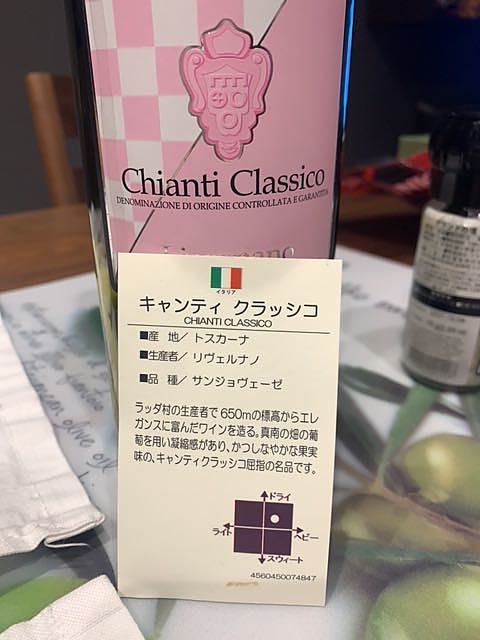 Chianti Classico
DENOMINAZIONE DI ORIGINE CONTROLLATA E GARANTITA
イタリア
キャンティ クラッシコ
CHIANTI CLASSICO
■産 地/トスカーナ
■生産者/リヴェルナノ
■品 種/サンジョヴェーゼ
ラッダ村の生産者で650mの標高からエレ
ガンスに富んだワインを造る。真南の畑の葡
萄を用い凝縮感があり、かつしなやかな果実
味の、キャンティクラッシコ屈指の名品です。
ドライ
ライト
ヘビー
スウィート
4560450074847
olive oil